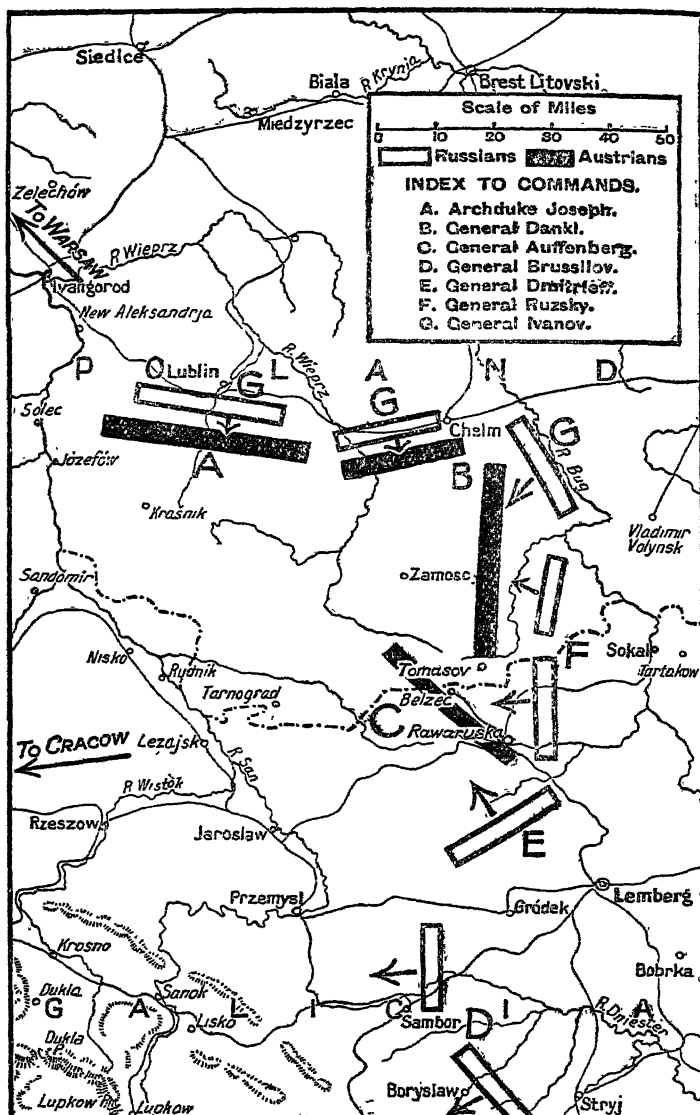 Siedlce
Biala
R Krynia
Brest Litovski
Miedzyrzec
Scale of Miles
0 10 20 30 50
Russians Austrians
INDEX TO COMMANDS.
A. Archduke Joseph.
B. General Dankl.
C. General Auffenberg.
D. General Brussilov.
E. General Dmitrieff.
F. General Ruzsky.
G. General Ivanov.
Zelechów
TO WARSAW
R Wieprz
Ivangorod
New Aleksandrja
R. Wieprz
P O L A N D
Lublin
G
G
Solec
Chelm
G
Józefów
A
B
R Bug
Kraśnik
Vladimir
Volynsk
Zamosc
Sandomir
Nisko
Rudnik
Tomasov
F
Sokal
Tartakow
Tarnograd
Belzec
C
Rawaruska
TO CRACOW
Lezajsk
R San
R Wistok
Rzeszow
Jaroslaw
E
Przemysl
Lemberg
Gródek
Krosno
Bobrka
Dukla
Sanok
G A L I C I A
Lisko
Sambor
D
R. Dniester
Dukla
P.
Lupkow
Lupkow
Boryslaw
Stryj